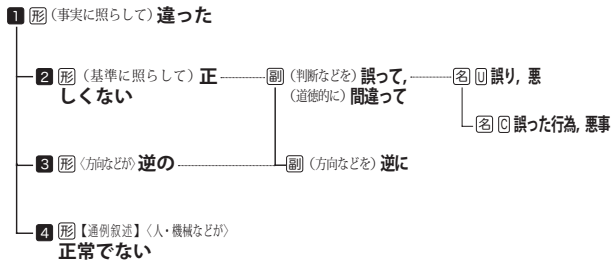 1 形 (事実に照らして) 違った
2 形 (基準に照らして) 正しくない
副 (判断などを) 誤って, (道徳的に) 間違って
名 U 誤り, 悪
名 C 誤った行為, 悪事
3 形 〈方向などが〉 逆の
副 (方向などを) 逆に
4 形 【通例叙述】〈人・機械などが〉
正常でない